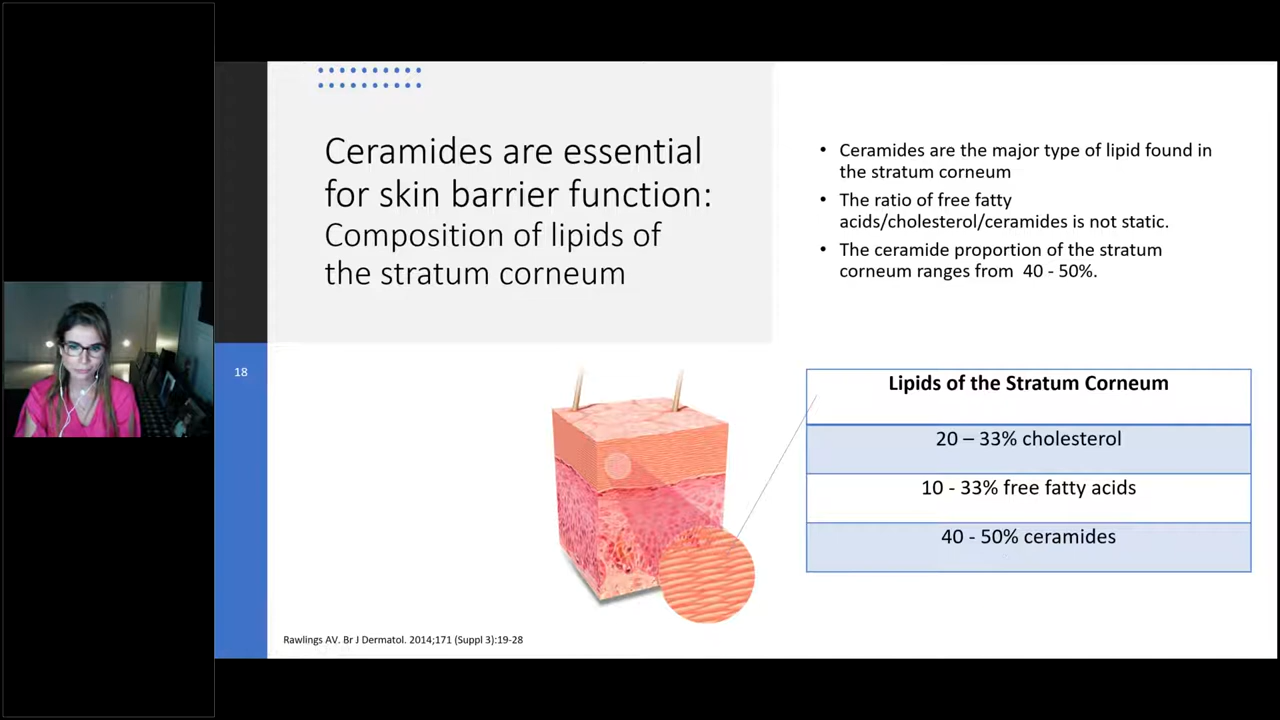 Ceramides are essential
for skin barrier function:
Composition of lipids of
the stratum corneum
• Ceramides are the major type of lipid found in
the stratum corneum
• The ratio of free fatty
acids/cholesterol/ceramides is not static.
• The ceramide proportion of the stratum
corneum ranges from 40 - 50%.
18
Lipids of the Stratum Corneum
20 – 33% cholesterol
10 - 33% free fatty acids
40 - 50% ceramides
Rawlings AV. Br J Dermatol. 2014;171 (Suppl 3):19-28